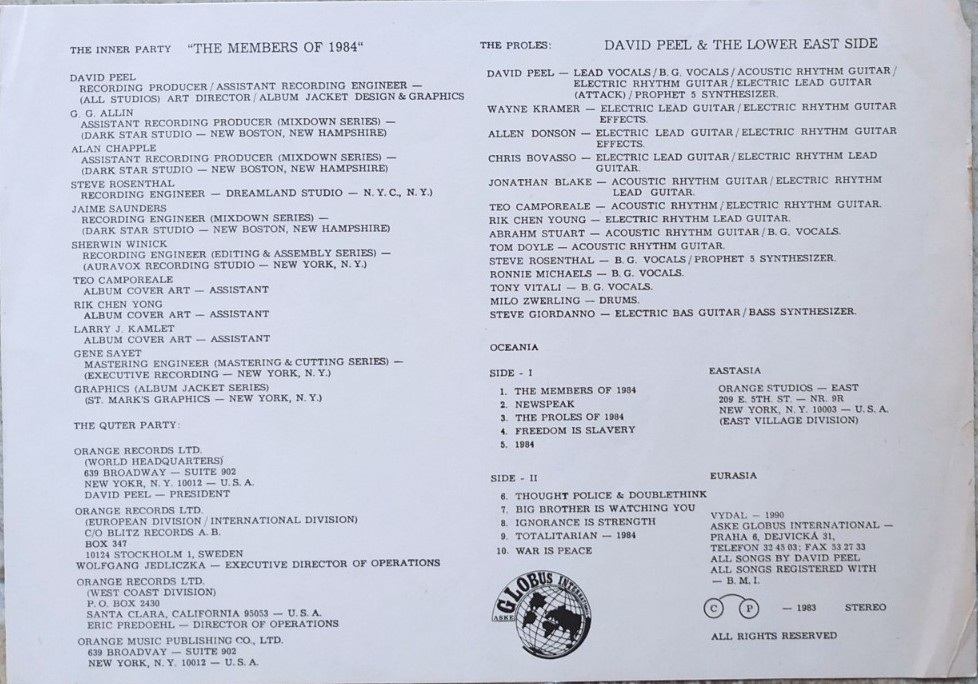 THE INNER PARTY "THE MEMBERS OF 1984"
DAVID PEEL
RECORDING PRODUCER/ASSISTANT RECORDING ENGINEER —
(ALL STUDIOS) ART DIRECTOR/ALBUM JACKET DESIGN & GRAPHICS
G. G. ALLIN
ASSISTANT RECORDING PRODUCER (MIXDOWN SERIES) —
(DARK STAR STUDIO — NEW BOSTON, NEW HAMPSHIRE)
ALAN CHAPPLE
ASSISTANT RECORDING PRODUCER (MIXDOWN SERIES) —
(DARK STAR STUDIO — NEW BOSTON, NEW HAMPSHIRE)
STEVE ROSENTHAL
RECORDING ENGINEER — DREAMLAND STUDIO — N.Y.C., N.Y.)
JAIME SAUNDERS
RECORDING ENGINEER (MIXDOWN SERIES) —
(DARK STAR STUDIO — NEW BOSTON, NEW HAMPSHIRE)
SHERWIN WINICK
RECORDING ENGINEER (EDITING & ASSEMBLY SERIES) —
(AURAVOX RECORDING STUDIO — NEW YORK, N.Y.)
TEO CAMPOREALE
ALBUM COVER ART — ASSISTANT
RIK CHEN YONG
ALBUM COVER ART — ASSISTANT
LARRY J. KAMLET
ALBUM COVER ART — ASSISTANT
GENE SAYET
MASTERING ENGINEER (MASTERING & CUTTING SERIES) —
(EXECUTIVE RECORDING — NEW YORK, N.Y.)
GRAPHICS (ALBUM JACKET SERIES)
(ST. MARK'S GRAPHICS — NEW YORK, N.Y.)
THE QUTER PARTY:
ORANGE RECORDS LTD.
(WORLD HEADQUARTERS)
639 BROADWAY — SUITE 902
NEW YOKR, N.Y. 10012 — U.S.A.
DAVID PEEL — PRESIDENT
ORANGE RECORDS LTD.
(EUROPEAN DIVISION/INTERNATIONAL DIVISION)
C/O BLITZ RECORDS A.B.
BOX 347
10124 STOCKHOLM 1, SWEDEN
WOLFGANG JEDLICZKA — EXECUTIVE DIRECTOR OF OPERATIONS
ORANGE RECORDS LTD.
(WEST COAST DIVISION)
P.O. BOX 2430
SANTA CLARA, CALIFORNIA 95053 — U.S.A.
ERIC PREDOEHL — DIRECTOR OF OPERATIONS
ORANGE MUSIC PUBLISHING CO., LTD.
639 BROADVAY — SUITE 902
NEW YORK, N.Y. 10012 — U.S.A.
THE PROLES: DAVID PEEL & THE LOWER EAST SIDE
DAVID PEEL — LEAD VOCALS/B.G. VOCALS/ACOUSTIC RHYTHM GUITAR/
ELECTRIC RHYTHM GUITAR/ELECTRIC LEAD GUITAR
(ATTACK)/PROPHET 5 SYNTHESIZER.
WAYNE KRAMER — ELECTRIC LEAD GUITAR/ELECTRIC RHYTHM GUITAR
EFFECTS.
ALLEN DONSON — ELECTRIC LEAD GUITAR/ELECTRIC RHYTHM GUITAR
EFFECTS.
CHRIS BOVASSO — ELECTRIC LEAD GUITAR/ELECTRIC RHYTHM LEAD
GUITAR.
JONATHAN BLAKE — ACOUSTIC RHYTHM GUITAR/ELECTRIC RHYTHM
LEAD GUITAR.
TEO CAMPOREALE — ACOUSTIC RHYTHM/ELECTRIC RHYTHM GUITAR.
RIK CHEN YOUNG — ELECTRIC RHYTHM LEAD GUITAR.
ABRAHM STUART — ACOUSTIC RHYTHM GUITAR/B.G. VOCALS.
TOM DOYLE — ACOUSTIC RHYTHM GUITAR.
STEVE ROSENTHAL — B.G. VOCALS/PROPHET 5 SYNTHESIZER.
RONNIE MICHAELS — B.G. VOCALS.
TONY VITALI — B.G. VOCALS.
MILO ZWERLING — DRUMS.
STEVE GIORDANNO — ELECTRIC BAS GUITAR/BASS SYNTHESIZER.
OCEANIA
SIDE - I
1. THE MEMBERS OF 1984
2. NEWSPEAK
3. THE PROLES OF 1984
4. FREEDOM IS SLAVERY
5. 1984
SIDE - II
6. THOUGHT POLICE & DOUBLETHINK
7. BIG BROTHER IS WATCHING YOU
8. IGNORANCE IS STRENGTH
9. TOTALITARIAN — 1984
10. WAR IS PEACE
ASKE GLOBUS INTERNATIONAL
EASTASIA
ORANGE STUDIOS — EAST
209 E. 5TH. ST. — NR. 9R
NEW YORK, N.Y. 10003 — U.S.A.
(EAST VILLAGE DIVISION)
EURASIA
VYDAL — 1990
ASKE GLOBUS INTERNATIONAL —
PRAHA 6, DEJVICKÁ 31,
TELEFON 32 45 03; FAX 53 27 33
ALL SONGS BY DAVID PEEL
ALL SONGS REGISTERED WITH
— B.M.I.
C P — 1983 STEREO
ALL RIGHTS RESERVED